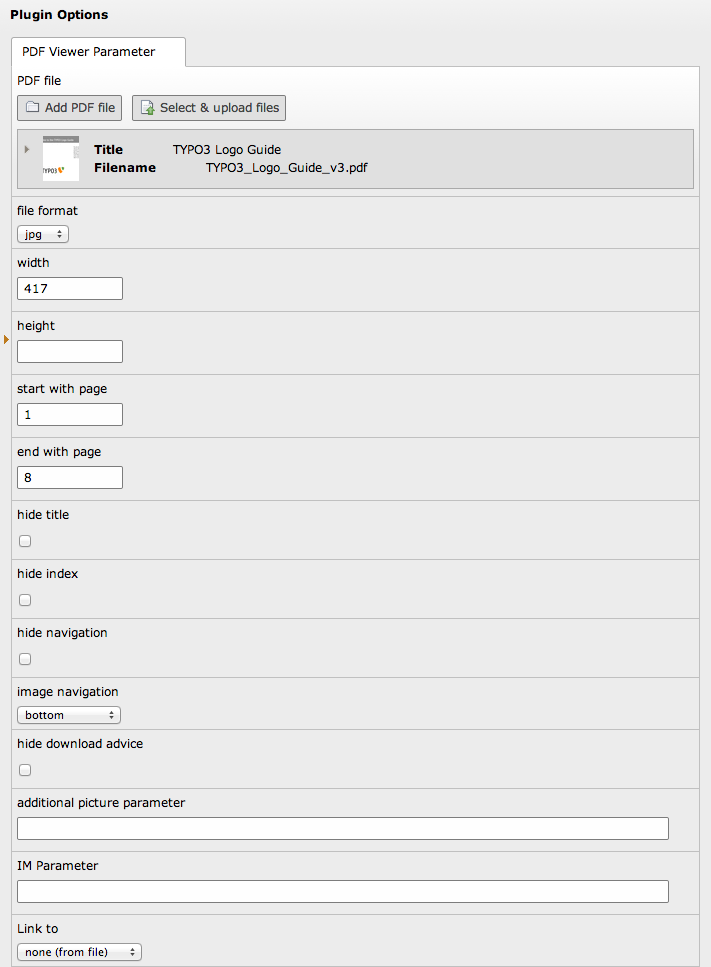 Plugin Options
PDF Viewer Parameter
PDF file
Add PDF file Select & upload files
Title TYPO3 Logo Guide
Filename TYPO3_Logo_Guide_v3.pdf
TYPO3
file format
jpg
width
417
height
start with page
1
end with page
8
hide title
hide index
hide navigation
image navigation
bottom
hide download advice
additional picture parameter
IM Parameter
Link to
none (from file)